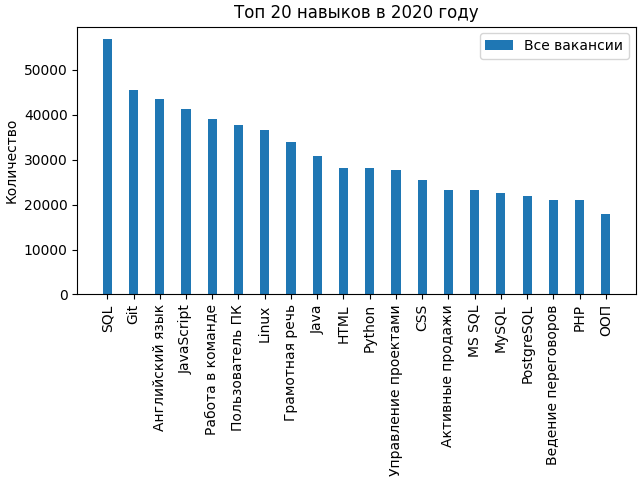 Топ 20 навыков в 2020 году
Все вакансии
Количество
50000
40000
30000
20000
10000
0
SQL
Git
Английский язык
JavaScript
Работа в команде
Пользователь ПК
Linux
Грамотная речь
Java
HTML
Python
Управление проектами
CSS
Активные продажи
MS SQL
MySQL
PostgreSQL
Ведение переговоров
PHP
ООП